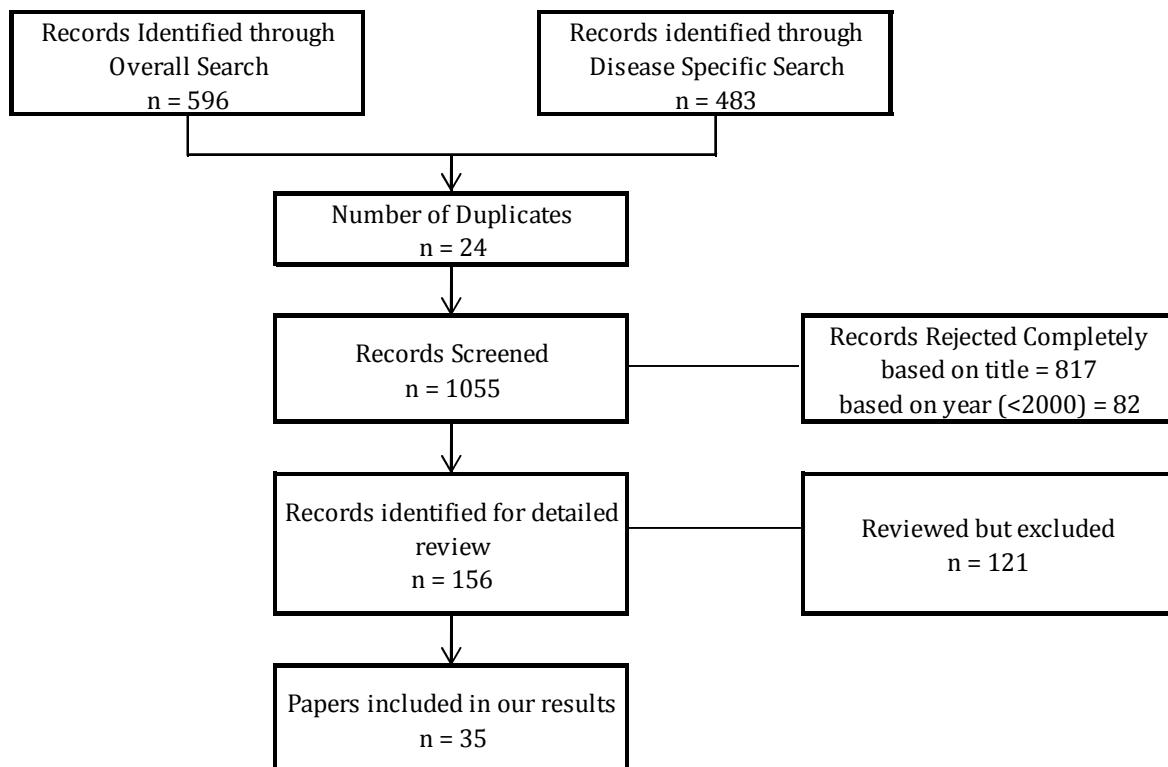 Records Identified through
Overall Search
n = 596
Records identified through
Disease Specific Search
n = 483
Number of Duplicates
n = 24
Records Screened
n = 1055
Records Rejected Completely
based on title = 817
based on year (<2000) = 82
Records identified for detailed
review
n = 156
Reviewed but excluded
n = 121
Papers included in our results
n = 35